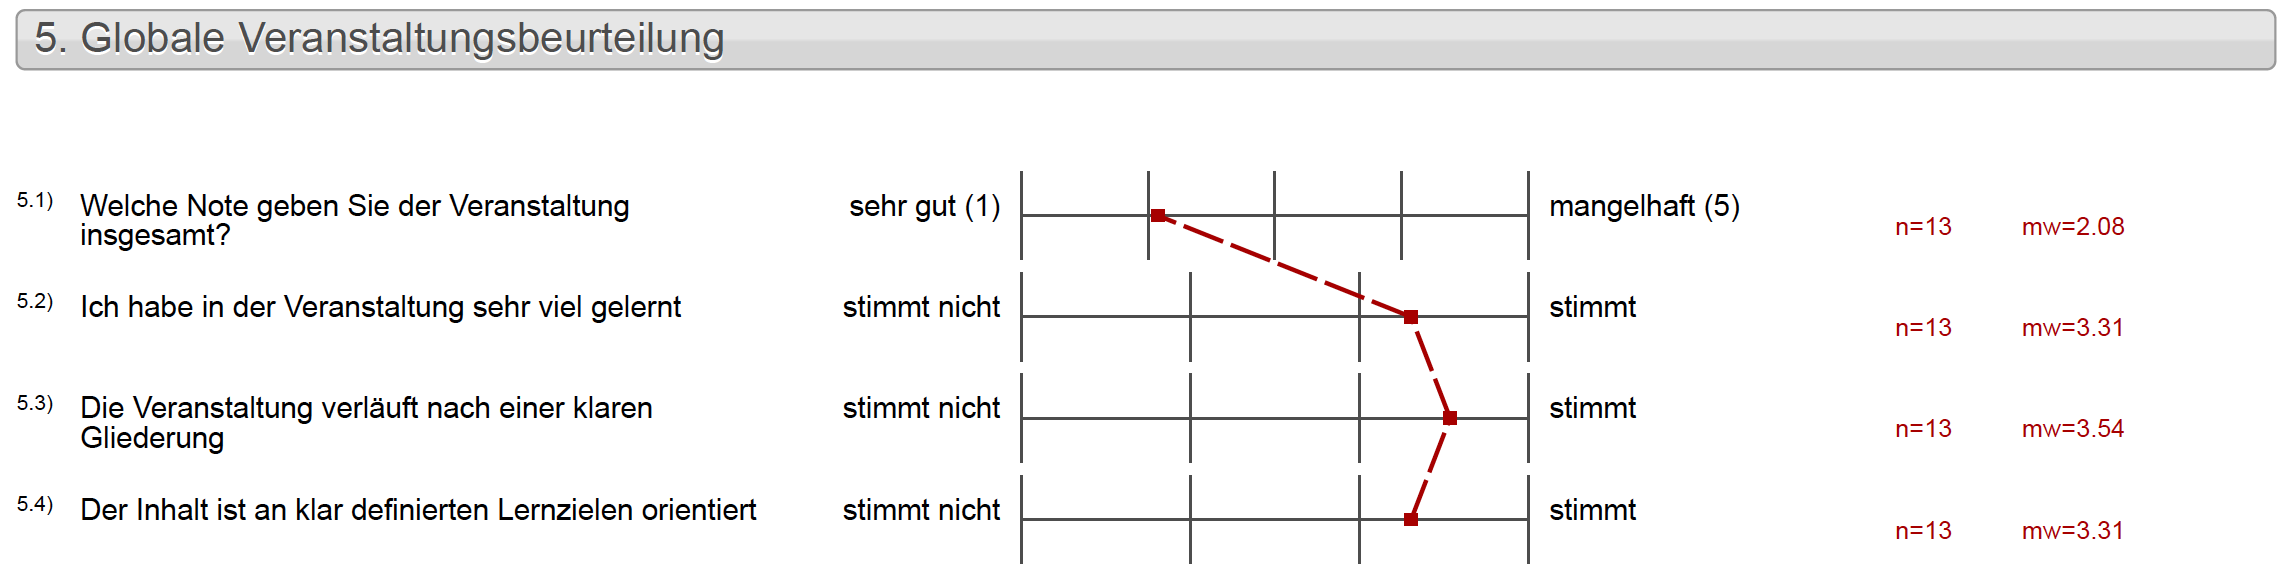 5. Globale Veranstaltungsbeurteilung
5.1) Welche Note geben Sie der Veranstaltung
insgesamt?
sehr gut (1) mangelhaft (5) n=13 mw=2.08
5.2) Ich habe in der Veranstaltung sehr viel gelernt stimmt nicht stimmt n=13 mw=3.31
5.3) Die Veranstaltung verläuft nach einer klaren
Gliederung
stimmt nicht stimmt n=13 mw=3.54
5.4) Der Inhalt ist an klar definierten Lernzielen orientiert stimmt nicht stimmt n=13 mw=3.31